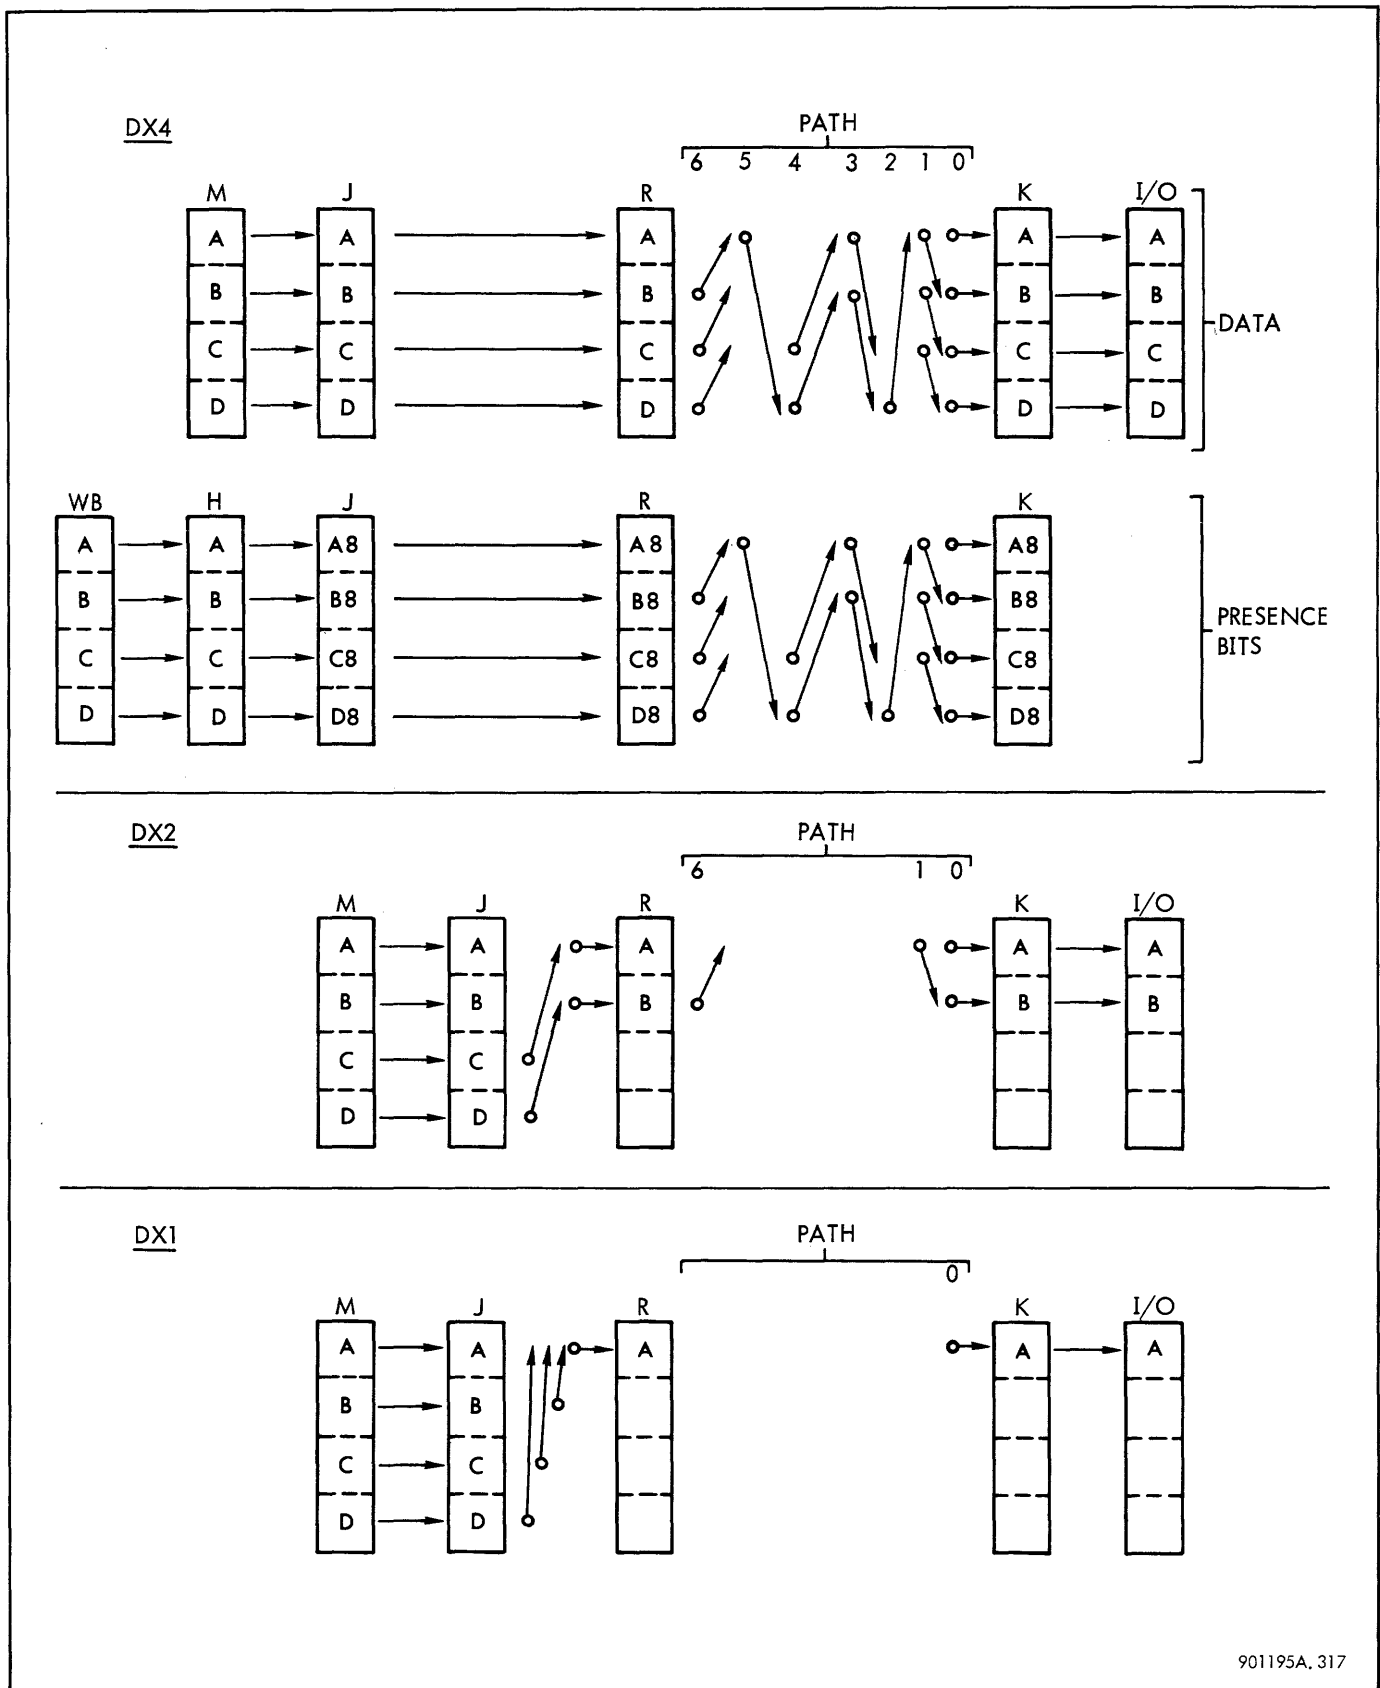 DX4
PATH
6 5 4 3 2 1 0
M J R K I/O
A A A A A
B B B B B
DATA
C C C C C
D D D D D
WB H J R K
A A A8 A8 A8
B B B8 B8 B8
PRESENCE
BITS
C C C8 C8 C8
D D D8 D8 D8
DX2
PATH
6 1 0
M J R K I/O
A A A A A
B B B B B
C C
D D
DX1
PATH
0
M J R K I/O
A A A A A
B B
C C
D D
901195A. 317